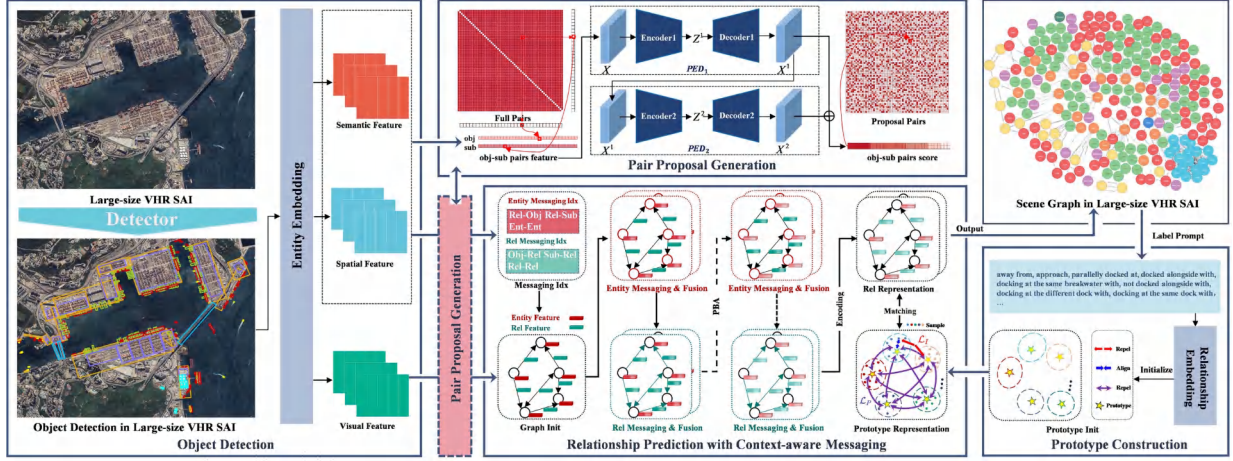 Large-size VHR SAI
Detector
Object Detection in Large-size VHR SAI
Object Detection
Entity Embedding
Semantic Feature
Spatial Feature
Visual Feature
Full Pairs
obj
sub
obj-sub pairs feature
X
Encoder1
Z¹
Decoder1
X¹
PED₁
X¹
Encoder2
Z²
Decoder2
X²
PED₂
Proposal Pairs
obj-sub pairs score
Pair Proposal Generation
Pair Proposal Generation
Entity Messaging Idx
Rel-Obj Rel-Sub
Ent-Ent
Rel Messaging Idx
Obj-Rel Sub-Rel
Rel-Rel
Messaging Idx
Entity Feature
Rel Feature
Graph Init
Entity Messaging & Fusion
Rel Messaging & Fusion
PBA
Entity Messaging & Fusion
Rel Messaging & Fusion
Encoding
Rel Representation
Matching
Sample
Prototype Representation
Relationship Prediction with Context-aware Messaging
Output
Scene Graph in Large-size VHR SAI
Label Prompt
away from, approach, parallelly docked at, docked alongside with,
docking at the same breakwater with, not docked alongside with,
docking at the different dock with, docking at the same dock with,
...
Relationship
Embedding
Initialize
Repel
Align
Repel
Prototype
Prototype Init
Prototype Construction